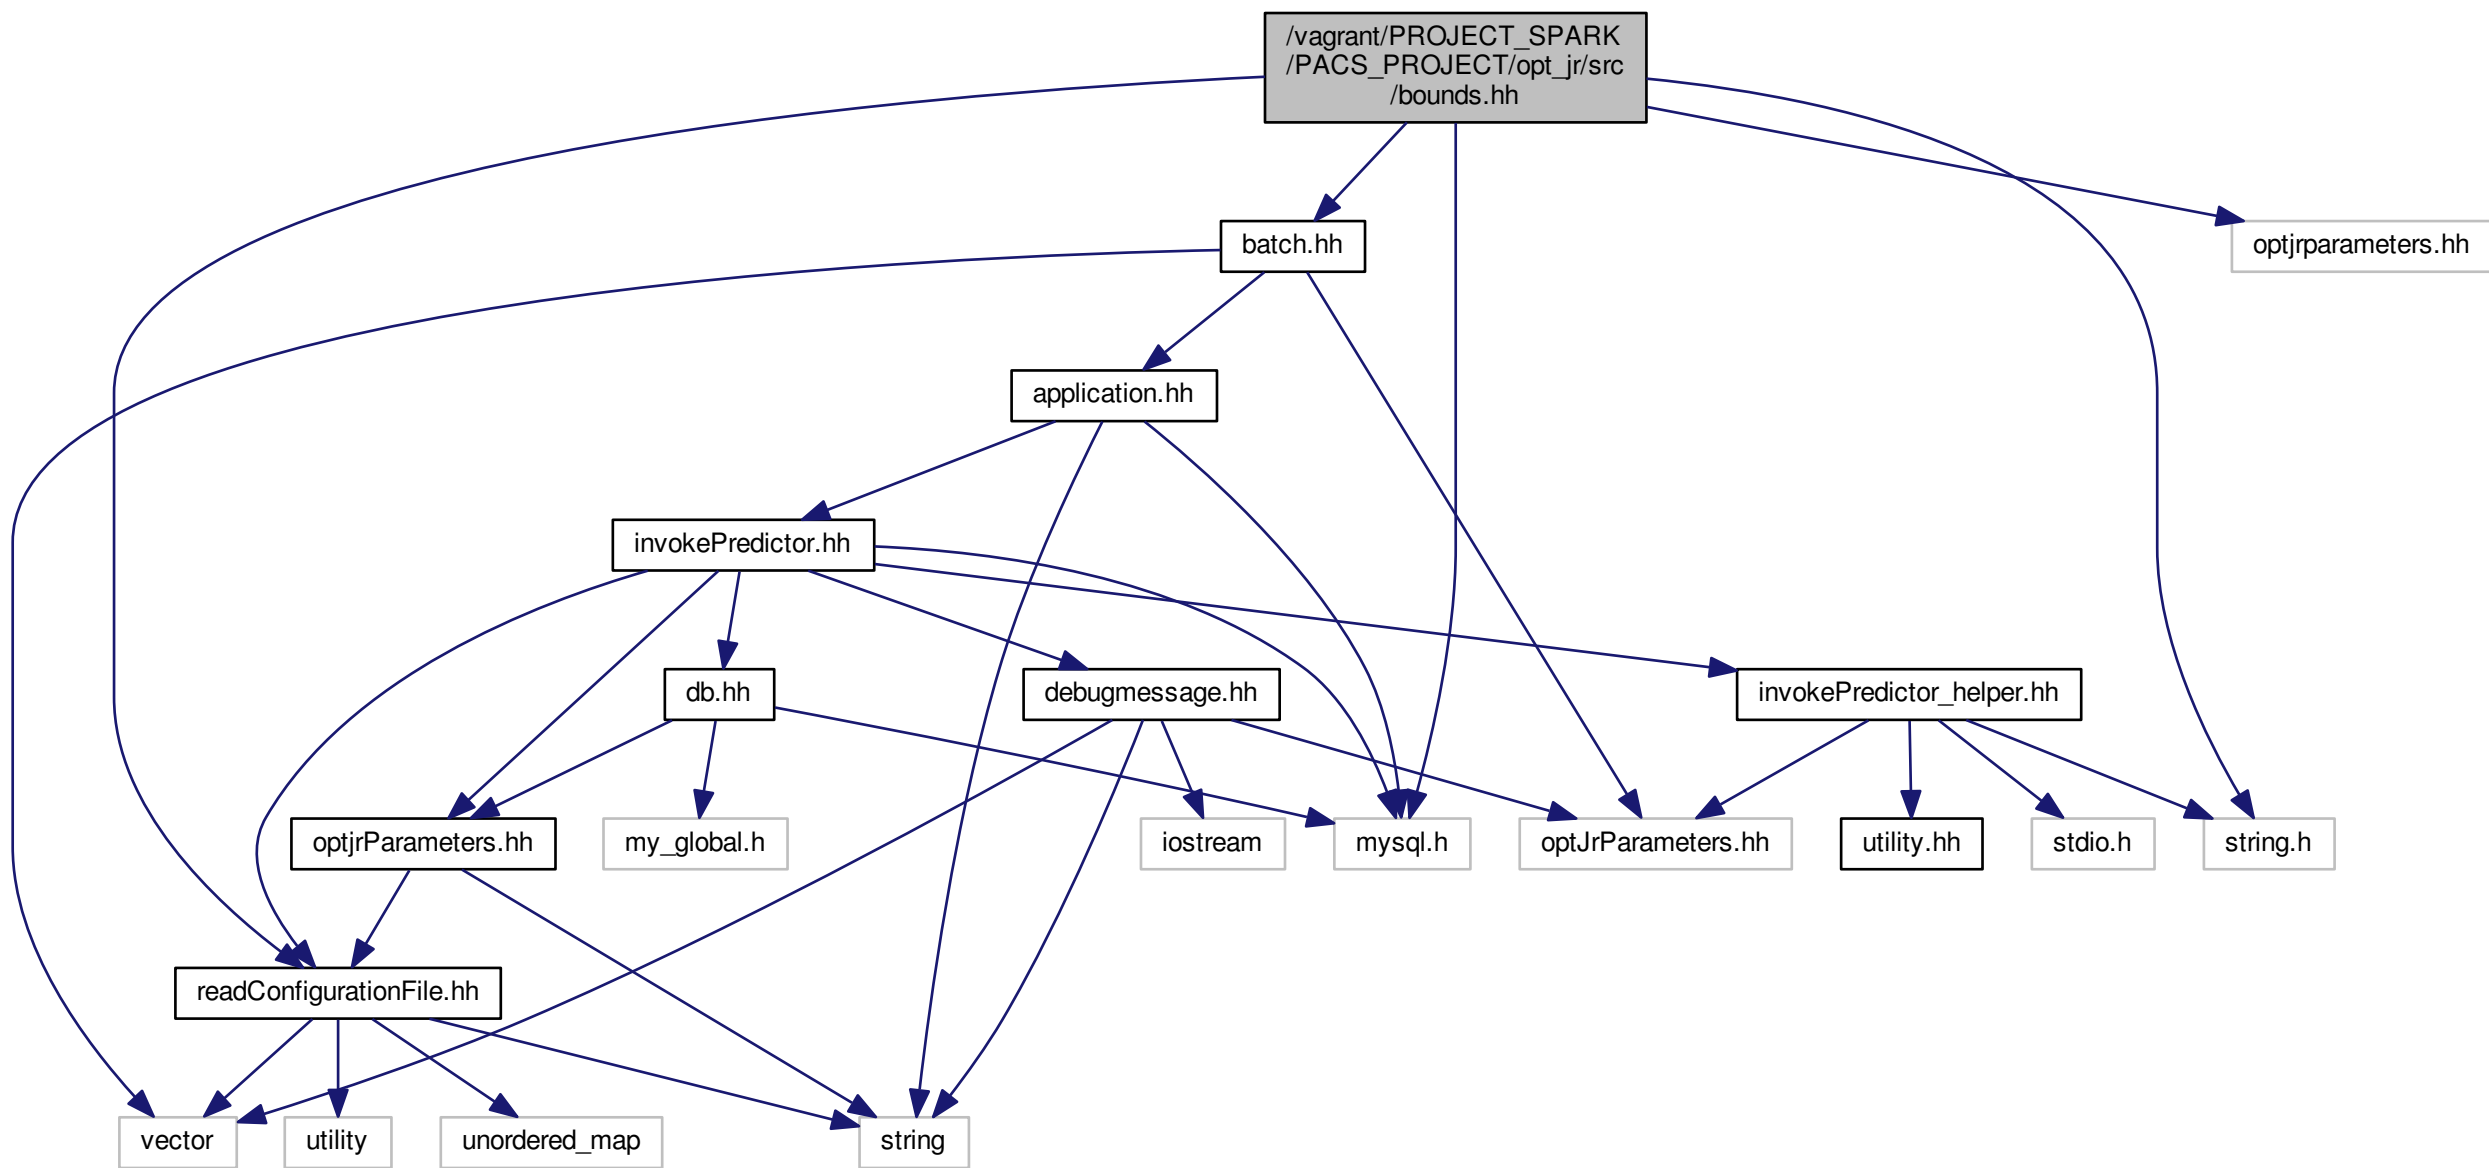 /vagrant/PROJECT_SPARK
/PACS_PROJECT/opt_jr/src
/bounds.hh
batch.hh
optjrparameters.hh
application.hh
invokePredictor.hh
db.hh
debugmessage.hh
invokePredictor_helper.hh
optjrParameters.hh
my_global.h
iostream
mysql.h
optJrParameters.hh
utility.hh
stdio.h
string.h
readConfigurationFile.hh
vector
utility
unordered_map
string